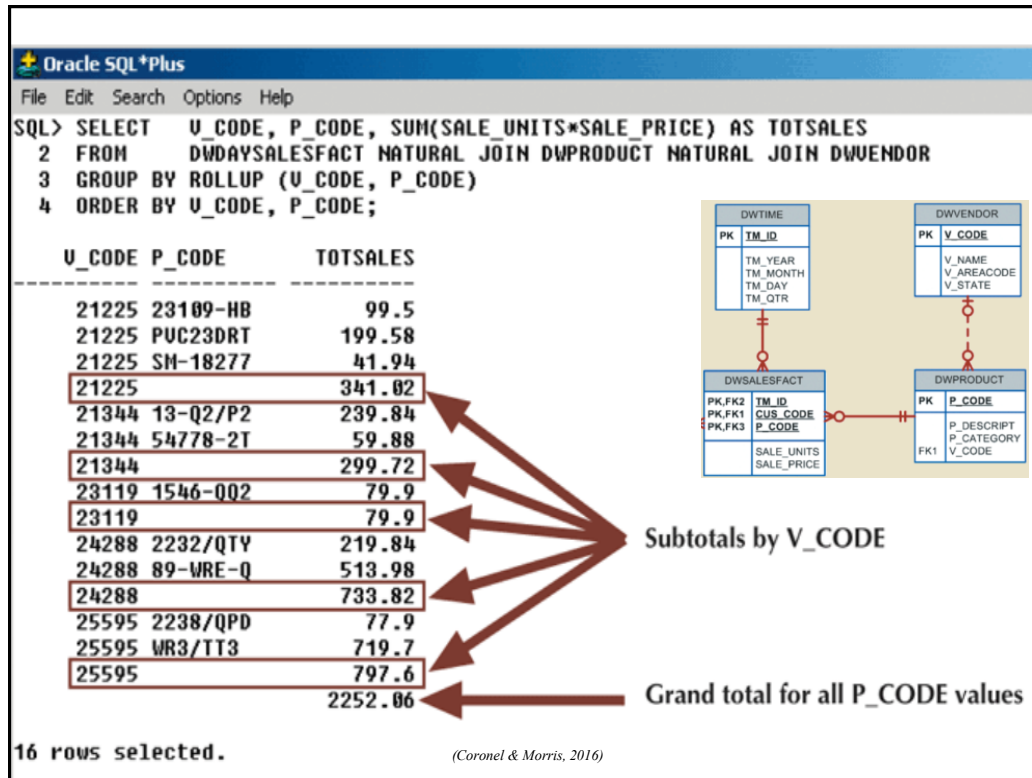 Oracle SQL*Plus
File Edit Search Options Help
SQL> SELECT V_CODE, P_CODE, SUM(SALE_UNITS*SALE_PRICE) AS TOTSALES
2 FROM DWDAYSALESFACT NATURAL JOIN DWPRODUCT NATURAL JOIN DWVENDOR
3 GROUP BY ROLLUP (V_CODE, P_CODE)
4 ORDER BY V_CODE, P_CODE;
V_CODE P_CODE TOTSALES
---------- ---------- ----------
21225 23109-HB 99.5
21225 PVC23DRT 199.58
21225 SM-18277 41.94
21225 341.02
21344 13-Q2/P2 239.84
21344 54778-2T 59.88
21344 299.72
23119 1546-QQ2 79.9
23119 79.9
24288 2232/QTY 219.84
24288 89-WRE-Q 513.98
24288 733.82
25595 2238/QPD 77.9
25595 WR3/TT3 719.7
25595 797.6
2252.06
16 rows selected.
DWTIME
PK TM_ID
TM_YEAR
TM_MONTH
TM_DAY
TM_QTR
DWVENDOR
PK V_CODE
V_NAME
V_AREACODE
V_STATE
DWSALESFACT
PK,FK2 TM_ID
PK,FK1 CUS_CODE
PK,FK3 P_CODE
SALE_UNITS
SALE_PRICE
DWPRODUCT
PK P_CODE
P_DESCRIPT
P_CATEGORY
FK1 V_CODE
Subtotals by V_CODE
Grand total for all P_CODE values
(Coronel & Morris, 2016)